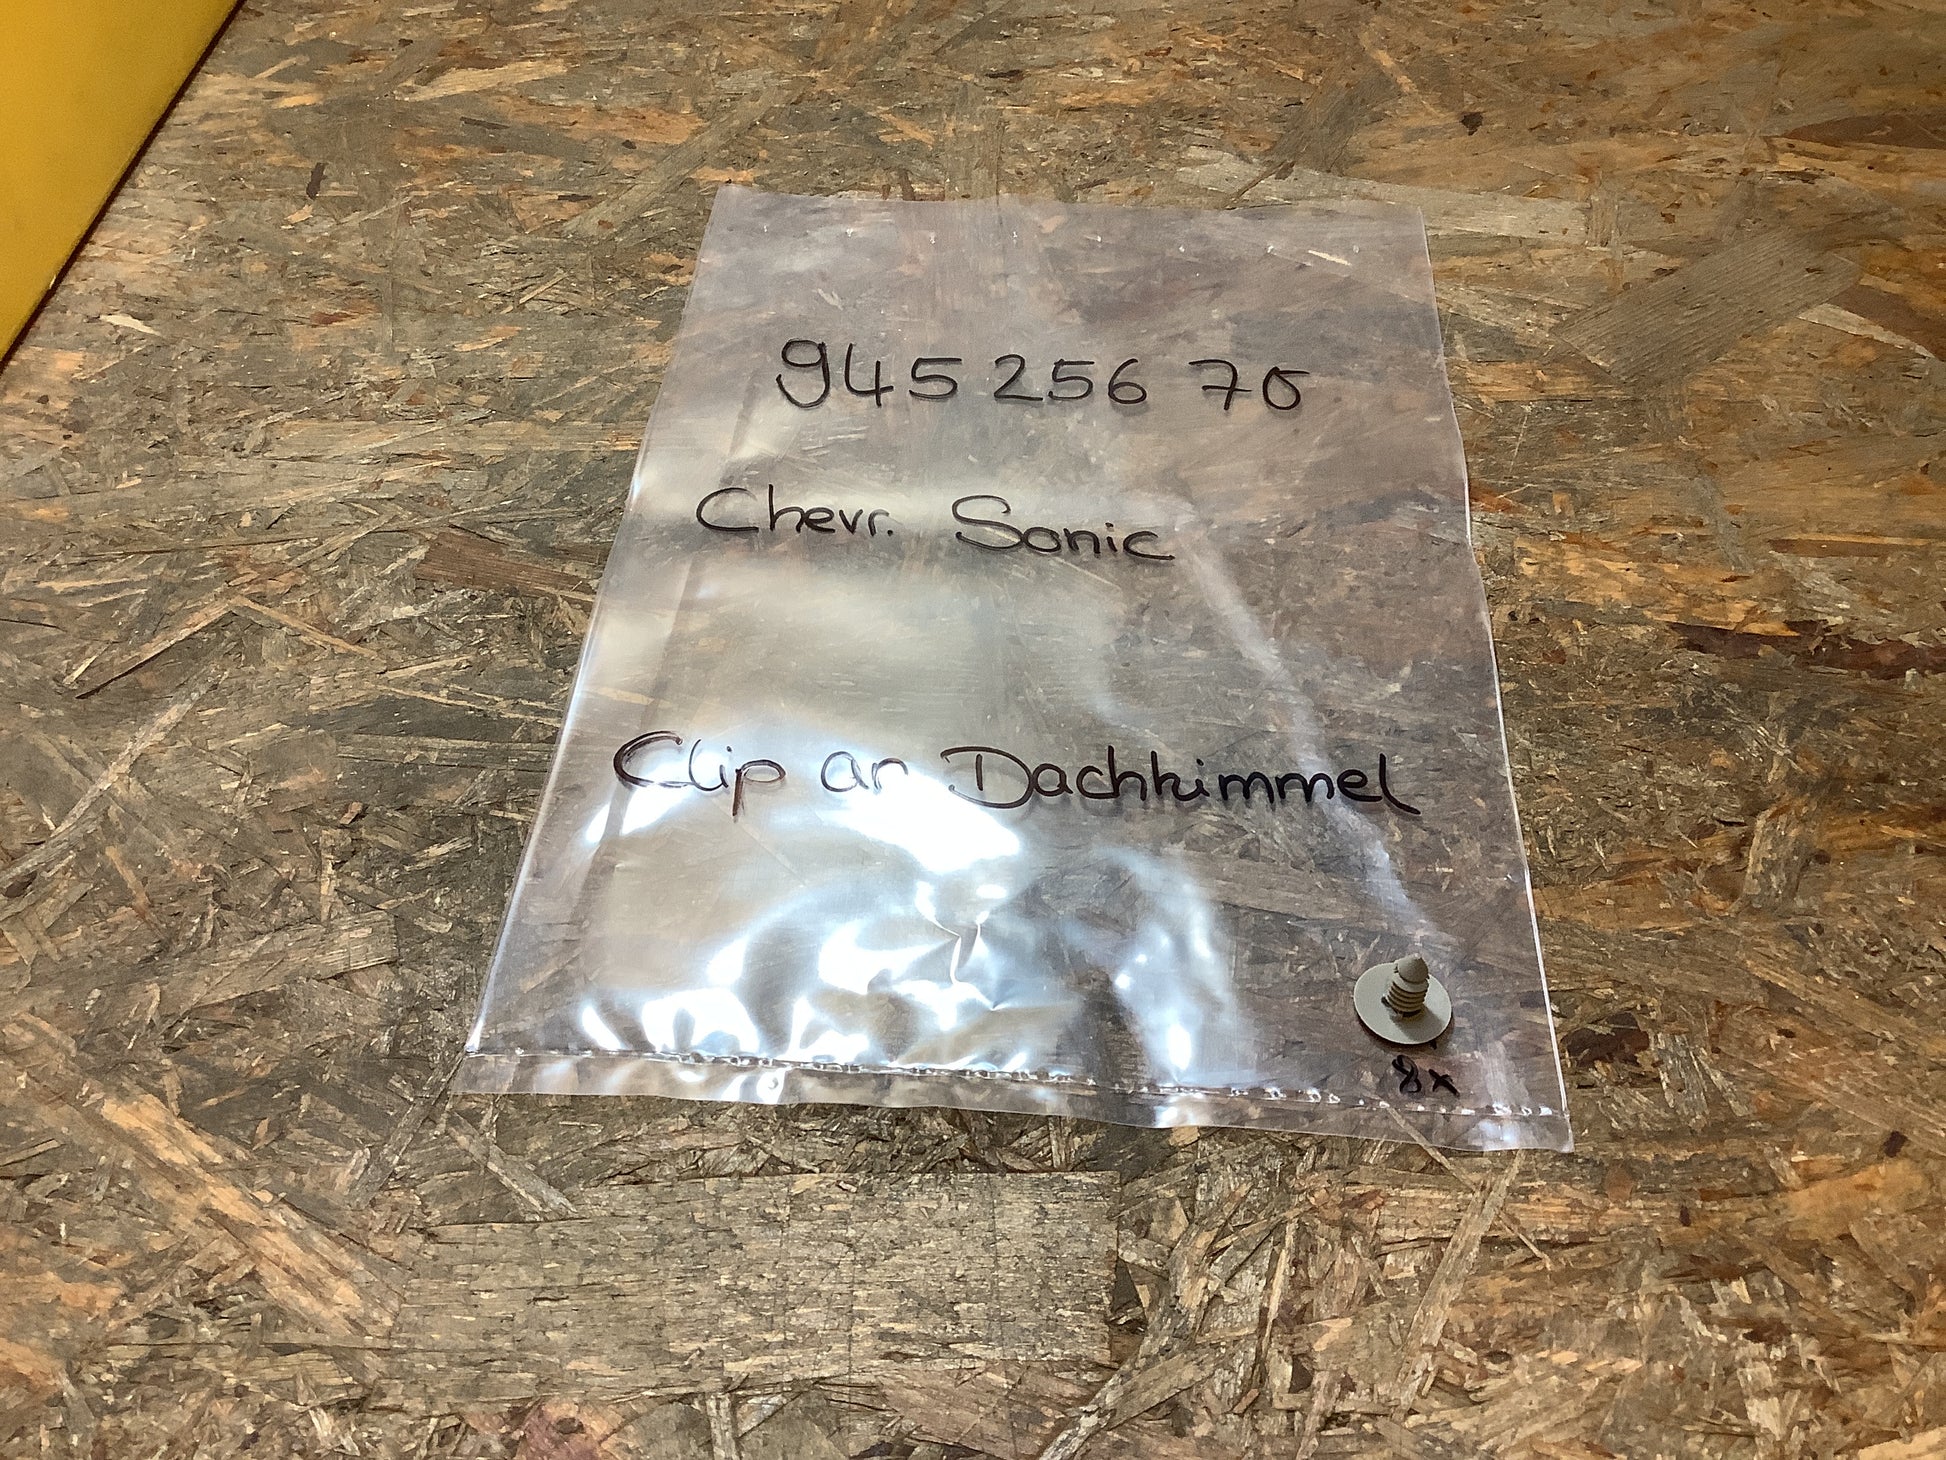 945 256 70
Chevr. Sonic
Clip an Dachhimmel
8x